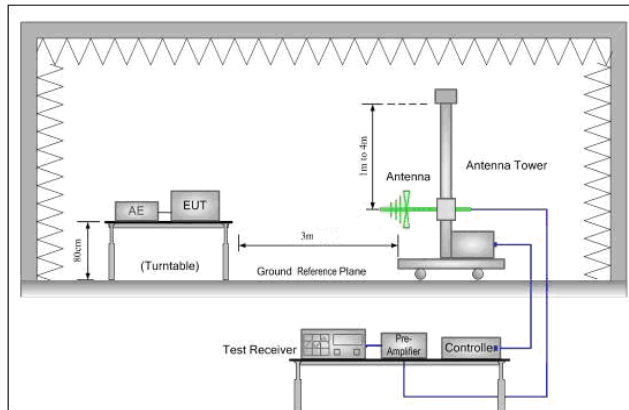 1m to 4m
Antenna
Antenna Tower
AE
EUT
80cm
(Turntable)
3m
Ground Reference Plane
Test Receiver
Pre-
Amplifier
Controlle